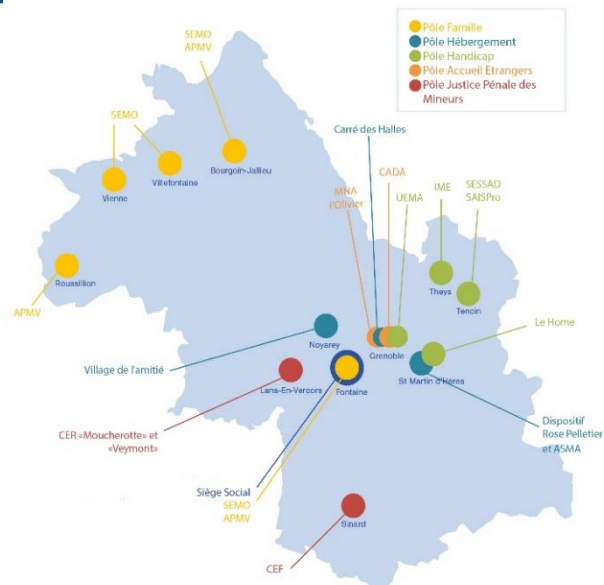 SEMO
APMV
Pôle Famille
Pôle Hébergement
Pôle Handicap
Pôle Accueil Etrangers
Pôle Justice Pénale des
Mineurs
SEMO
Carré des Halles
Bourgoin-Jallieu
Villefontaine
Vienne
CADA
MNA
l'Olivier
UEMA
IME
SESSAD
SAISPro
Roussillion
APMV
Theys
Tencin
Noyarey
Grenoble
Le Home
Village de l'amitié
Lans-En-Vercors
Fontaine
St Martin d'Hères
CER «Moucherotte» et
«Veymont»
Dispositif
Rose Pelletier
et ASMA
Siège Social
SEMO
APMV
Sinard
CEF